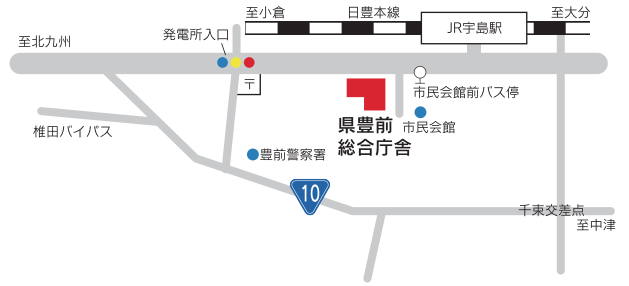 至小倉
日豊本線
JR宇島駅
至大分
発電所入口
至北九州
〒
市民会館前バス停
椎田バイパス
県豊前
総合庁舎
市民会館
豊前警察署
10
千束交差点
至中津